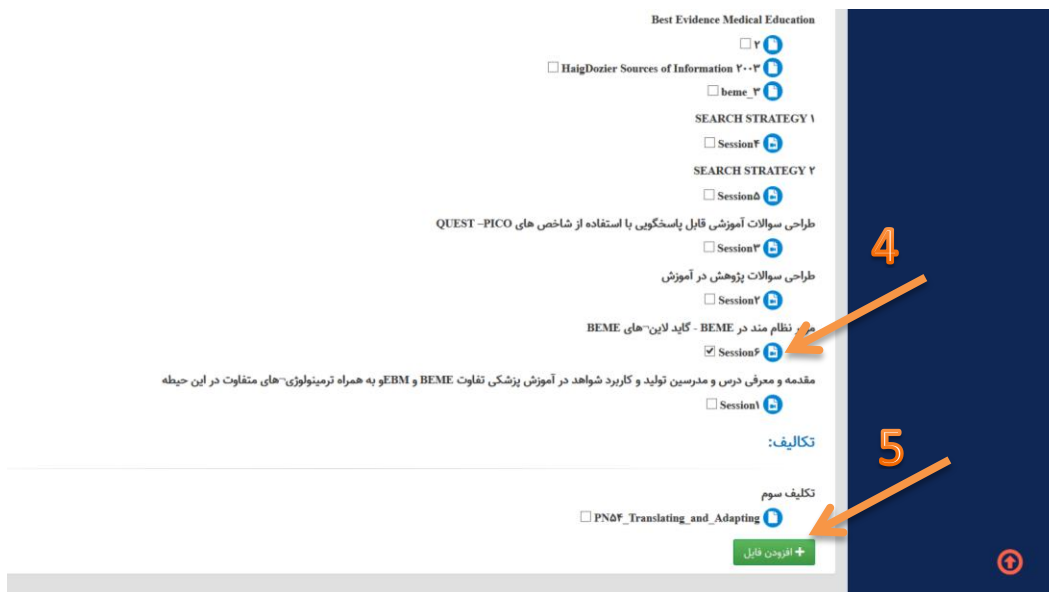 Best Evidence Medical Education
۲
HaigDozier Sources of Information ۲۰۰۳
beme_۳
SEARCH STRATEGY ۱
Session۴
SEARCH STRATEGY ۲
Session۵
طراحی سوالات آموزشی قابل پاسخگویی با استفاده از شاخص های QUEST –PICO
Session۳
طراحی سوالات پژوهش در آموزش
Session۲
نظام مند در BEME - گاید لاین¬های BEME
Session۶
مقدمه و معرفی درس و مدرسین تولید و کاربرد شواهد در آموزش پزشکی تفاوت BEME و EBMو به همراه ترمینولوژی¬های متفاوت در این حیطه
Session۱
تکالیف:
تکلیف سوم
PN۵۴_Translating_and_Adapting
+ افزودن فایل
4
5